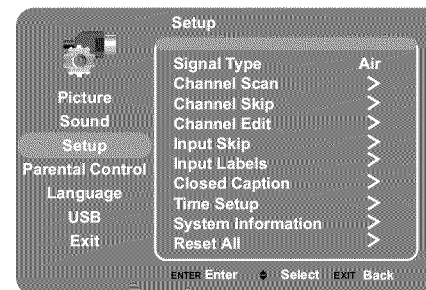 Setup
Picture
Sound
Setup
Parental Control
Language
USB
Exit
Signal Type Air
Channel Scan >
Channel Skip >
Channel Edit >
Input Skip >
Input Labels >
Closed Caption >
Time Setup >
System Information >
Reset All >
ENTER Enter Select EXIT Back